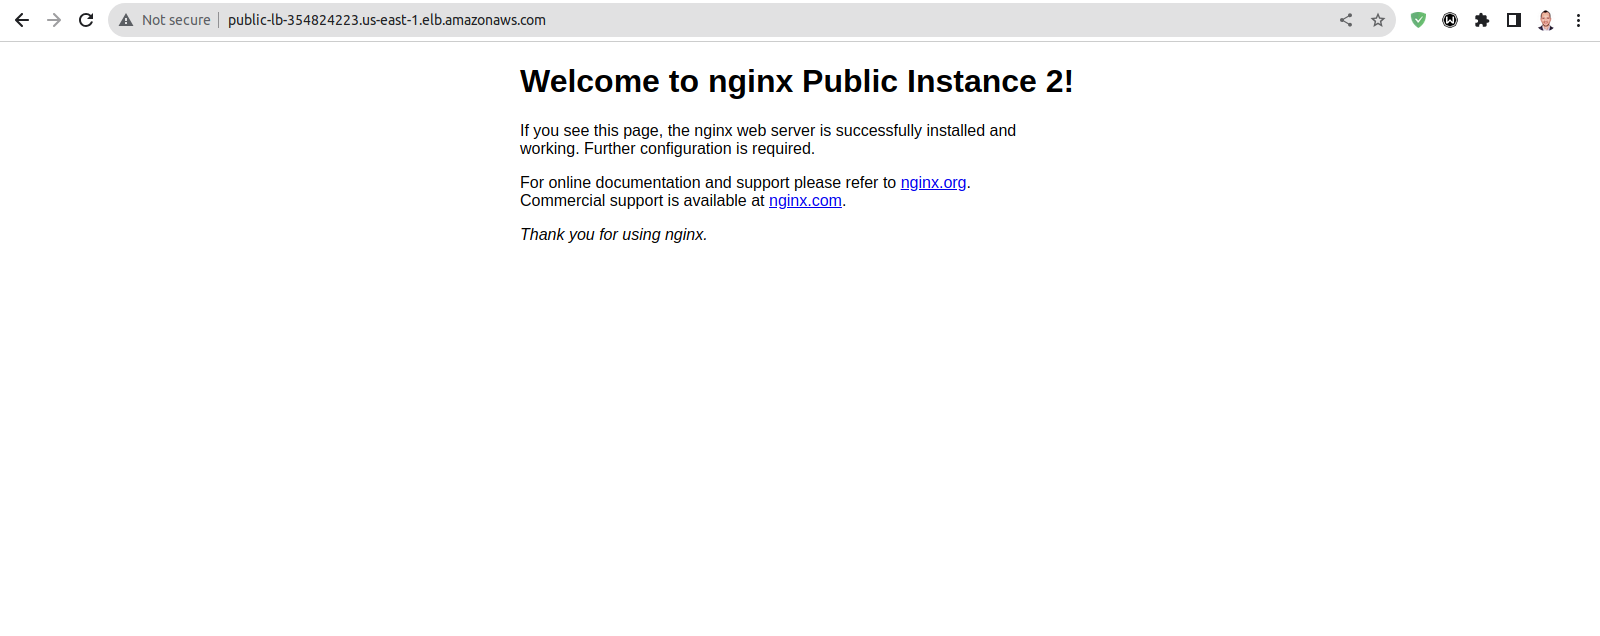 Not secure public-lb-354824223.us-east-1.elb.amazonaws.com
Welcome to nginx Public Instance 2!
If you see this page, the nginx web server is successfully installed and
working. Further configuration is required.
For online documentation and support please refer to nginx.org.
Commercial support is available at nginx.com.
Thank you for using nginx.